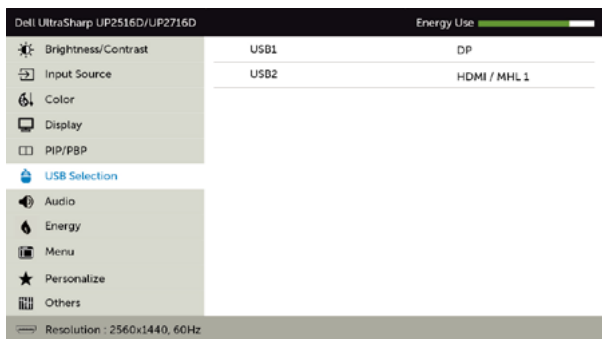 Dell UltraSharp UP2516D/UP2716D Energy Use
Brightness/Contrast USB1 DP
Input Source USB2 HDMI / MHL 1
Color
Display
PIP/PBP
USB Selection
Audio
Energy
Menu
Personalize
Others
Resolution : 2560x1440, 60Hz